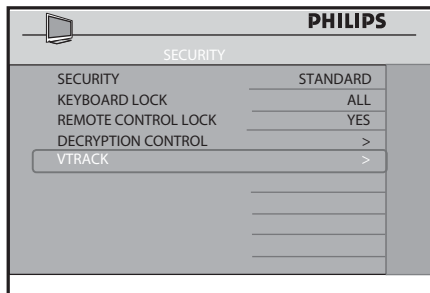 PHILIPS
SECURITY
SECURITY STANDARD
KEYBOARD LOCK ALL
REMOTE CONTROL LOCK YES
DECRYPTION CONTROL >
VTRACK >